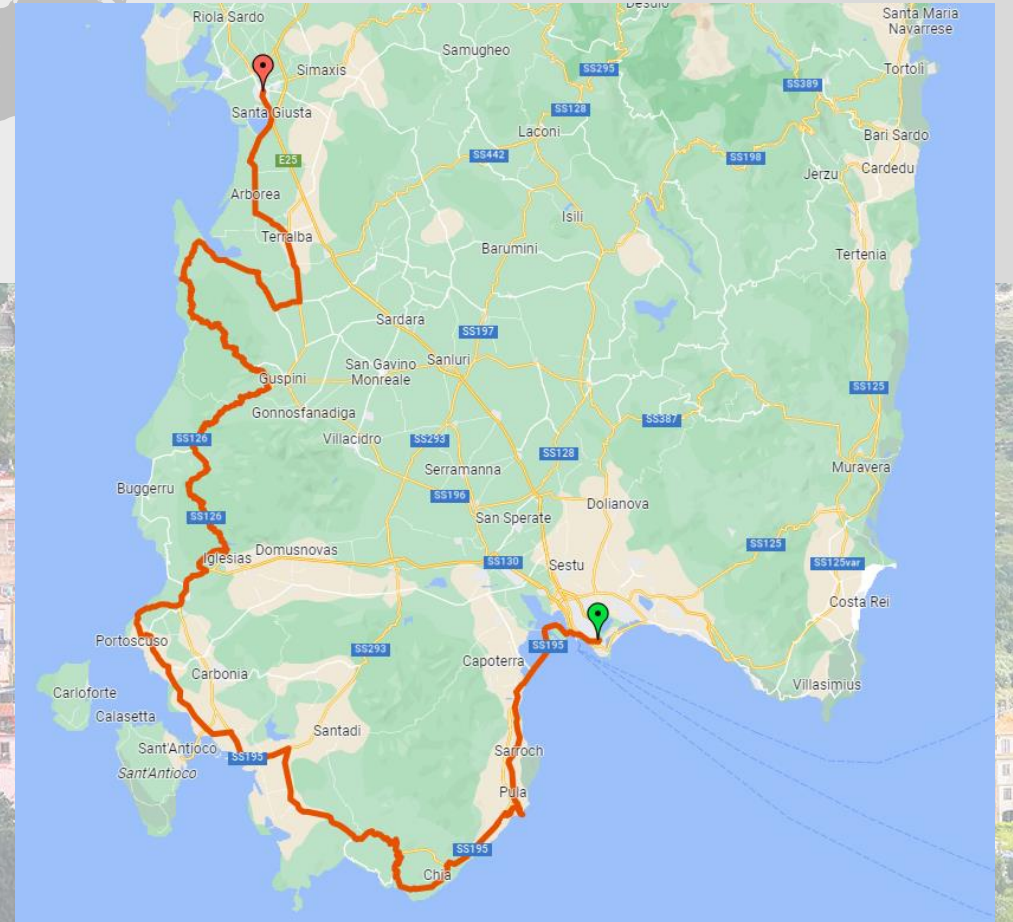 Desulo
Riola Sardo
Santa Maria
Navarrese
Samugheo
Simaxis
SS295
Tortolì
SS389
SS128
Santa Giusta
Laconi
Bari Sardo
SS442
SS198
E25
Cardedu
Jerzu
Arborea
Isili
Terralba
Barumini
Tertenia
Sardara
SS197
San Gavino
Monreale
Sanluri
Guspini
SS125
Gonnosfanadiga
SS387
SS126
Villacidro
SS293
SS128
Serramanna
Muravera
Buggerru
SS196
Dolianova
SS126
San Sperate
SS125
Iglesias
Domusnovas
SS130
Sestu
SS125var
Costa Rei
Portoscuso
SS293
SS195
Capoterra
Carbonia
Villasimius
Carloforte
Calasetta
Santadi
Sant'Antioco
SS195
Sarroch
Sant'Antioco
Pula
SS195
Chia